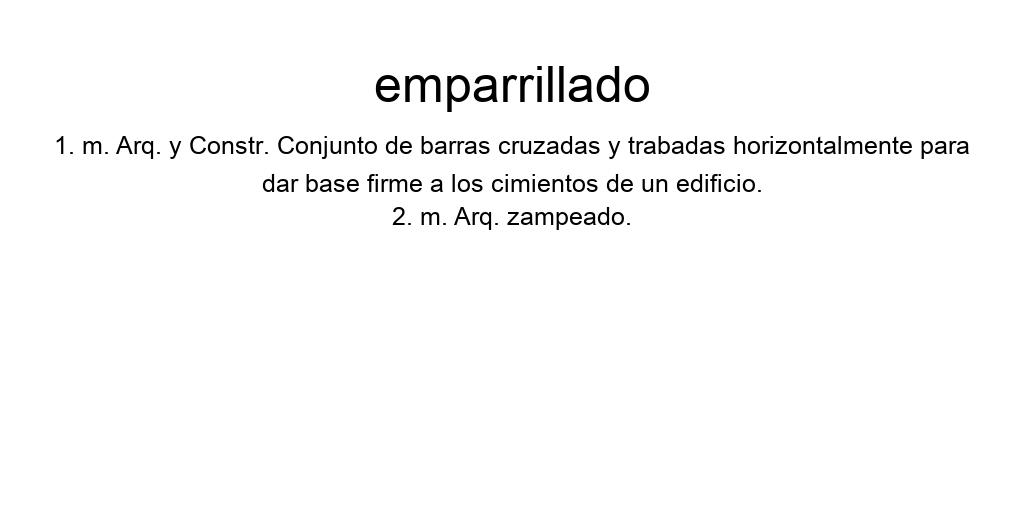 emparrillado
1. m. Arq. y Constr. Conjunto de barras cruzadas y trabadas horizontalmente para
dar base firme a los cimientos de un edificio.
2. m. Arq. zampeado.